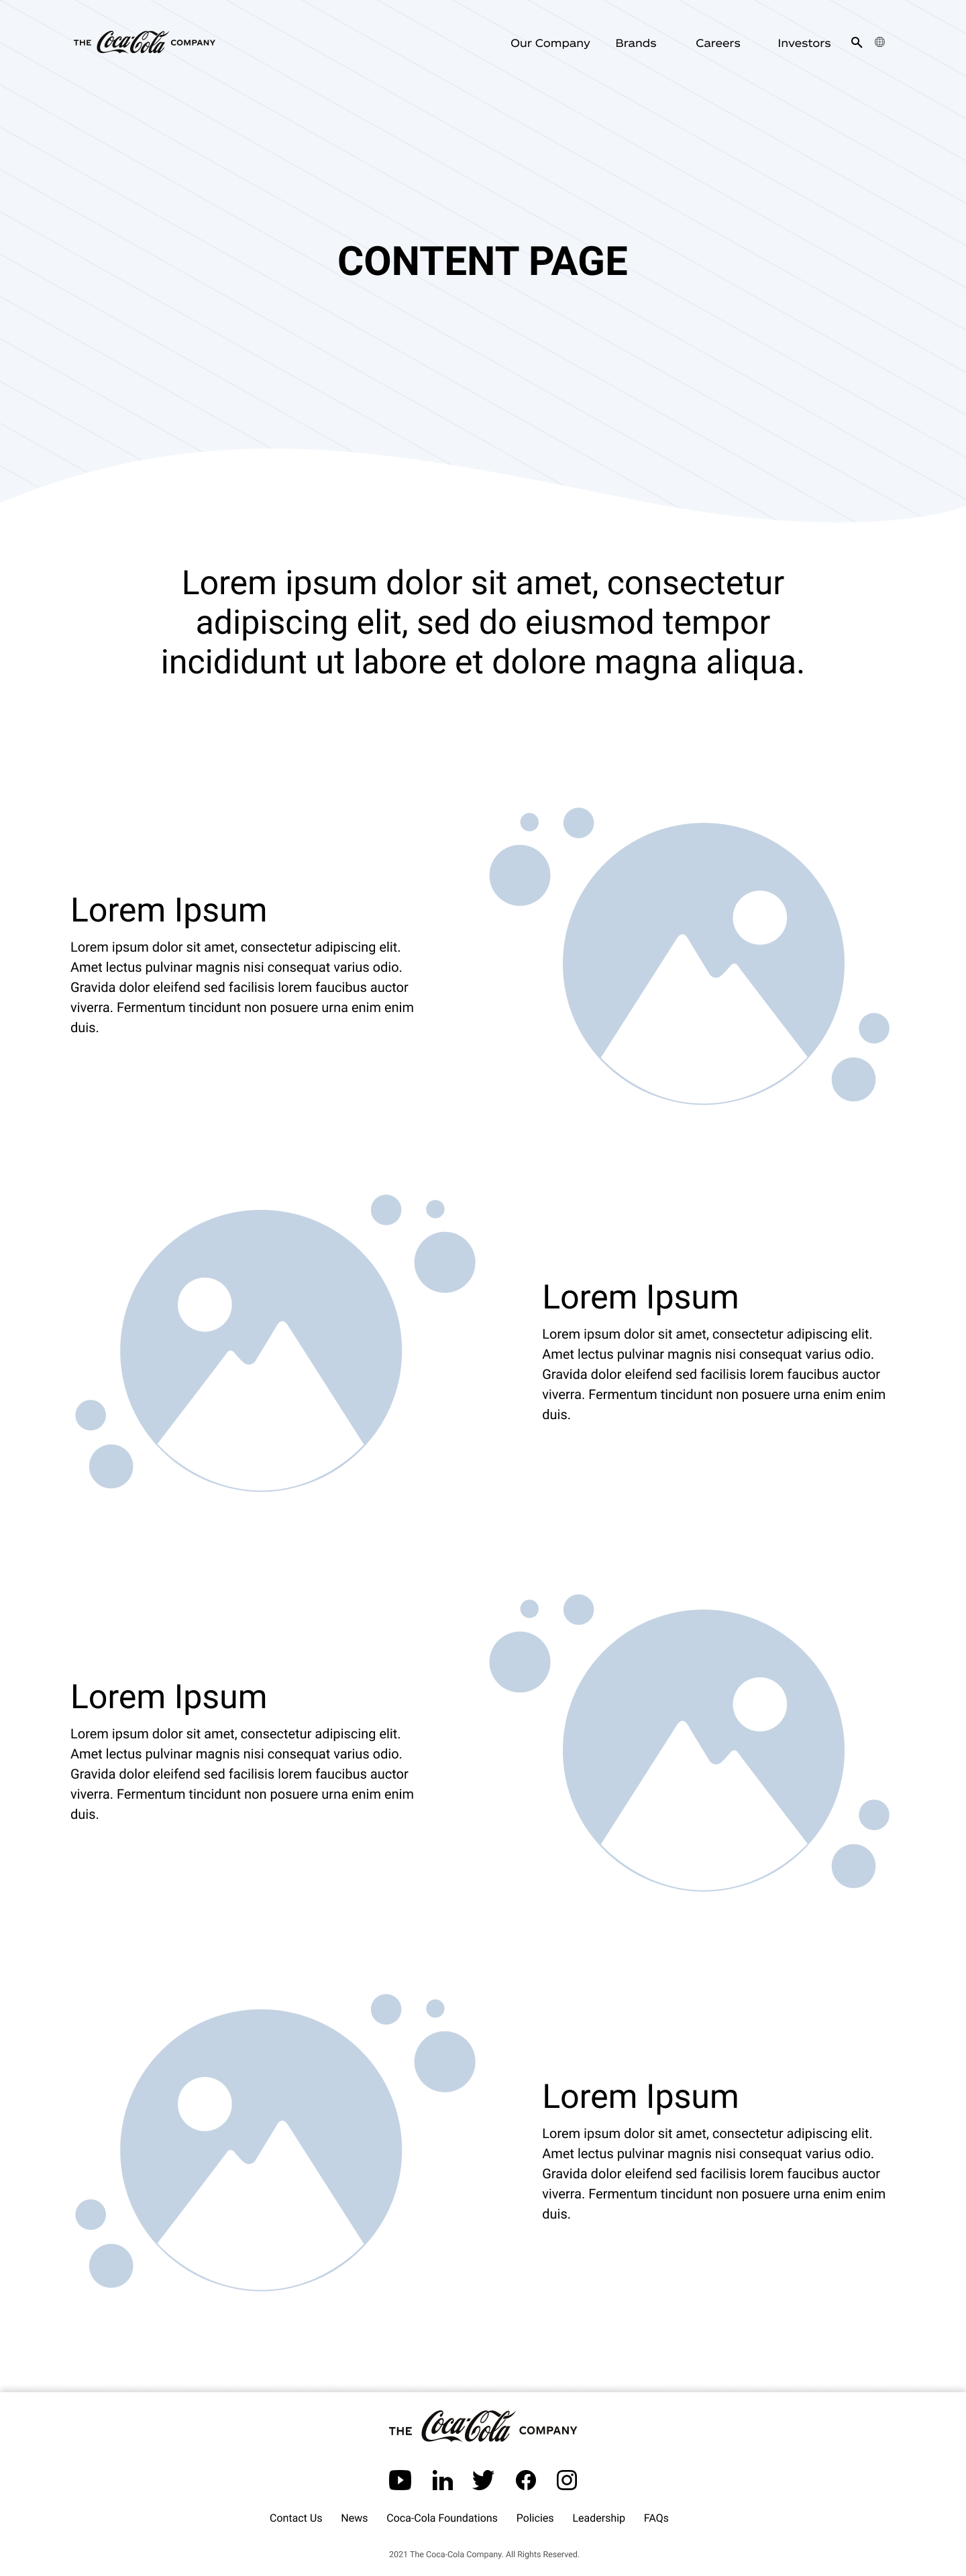 THE Coca-Cola COMPANY
Our Company Brands Careers Investors
CONTENT PAGE
Lorem ipsum dolor sit amet, consectetur
adipiscing elit, sed do eiusmod tempor
incididunt ut labore et dolore magna aliqua.
Lorem Ipsum
Lorem ipsum dolor sit amet, consectetur adipiscing elit.
Amet lectus pulvinar magnis nisi consequat varius odio.
Gravida dolor eleifend sed facilisis lorem faucibus auctor
viverra. Fermentum tincidunt non posuere urna enim enim
duis.
Lorem Ipsum
Lorem ipsum dolor sit amet, consectetur adipiscing elit.
Amet lectus pulvinar magnis nisi consequat varius odio.
Gravida dolor eleifend sed facilisis lorem faucibus auctor
viverra. Fermentum tincidunt non posuere urna enim enim
duis.
Lorem Ipsum
Lorem ipsum dolor sit amet, consectetur adipiscing elit.
Amet lectus pulvinar magnis nisi consequat varius odio.
Gravida dolor eleifend sed facilisis lorem faucibus auctor
viverra. Fermentum tincidunt non posuere urna enim enim
duis.
Lorem Ipsum
Lorem ipsum dolor sit amet, consectetur adipiscing elit.
Amet lectus pulvinar magnis nisi consequat varius odio.
Gravida dolor eleifend sed facilisis lorem faucibus auctor
viverra. Fermentum tincidunt non posuere urna enim enim
duis.
THE Coca-Cola COMPANY
Contact Us News Coca-Cola Foundations Policies Leadership FAQs
2021 The Coca-Cola Company. All Rights Reserved.